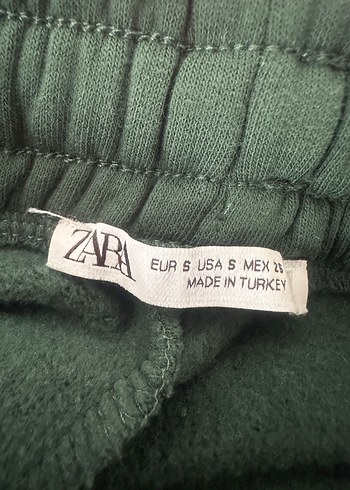 ZARA
EUR S USA S MEX 26
MADE IN TURKEY